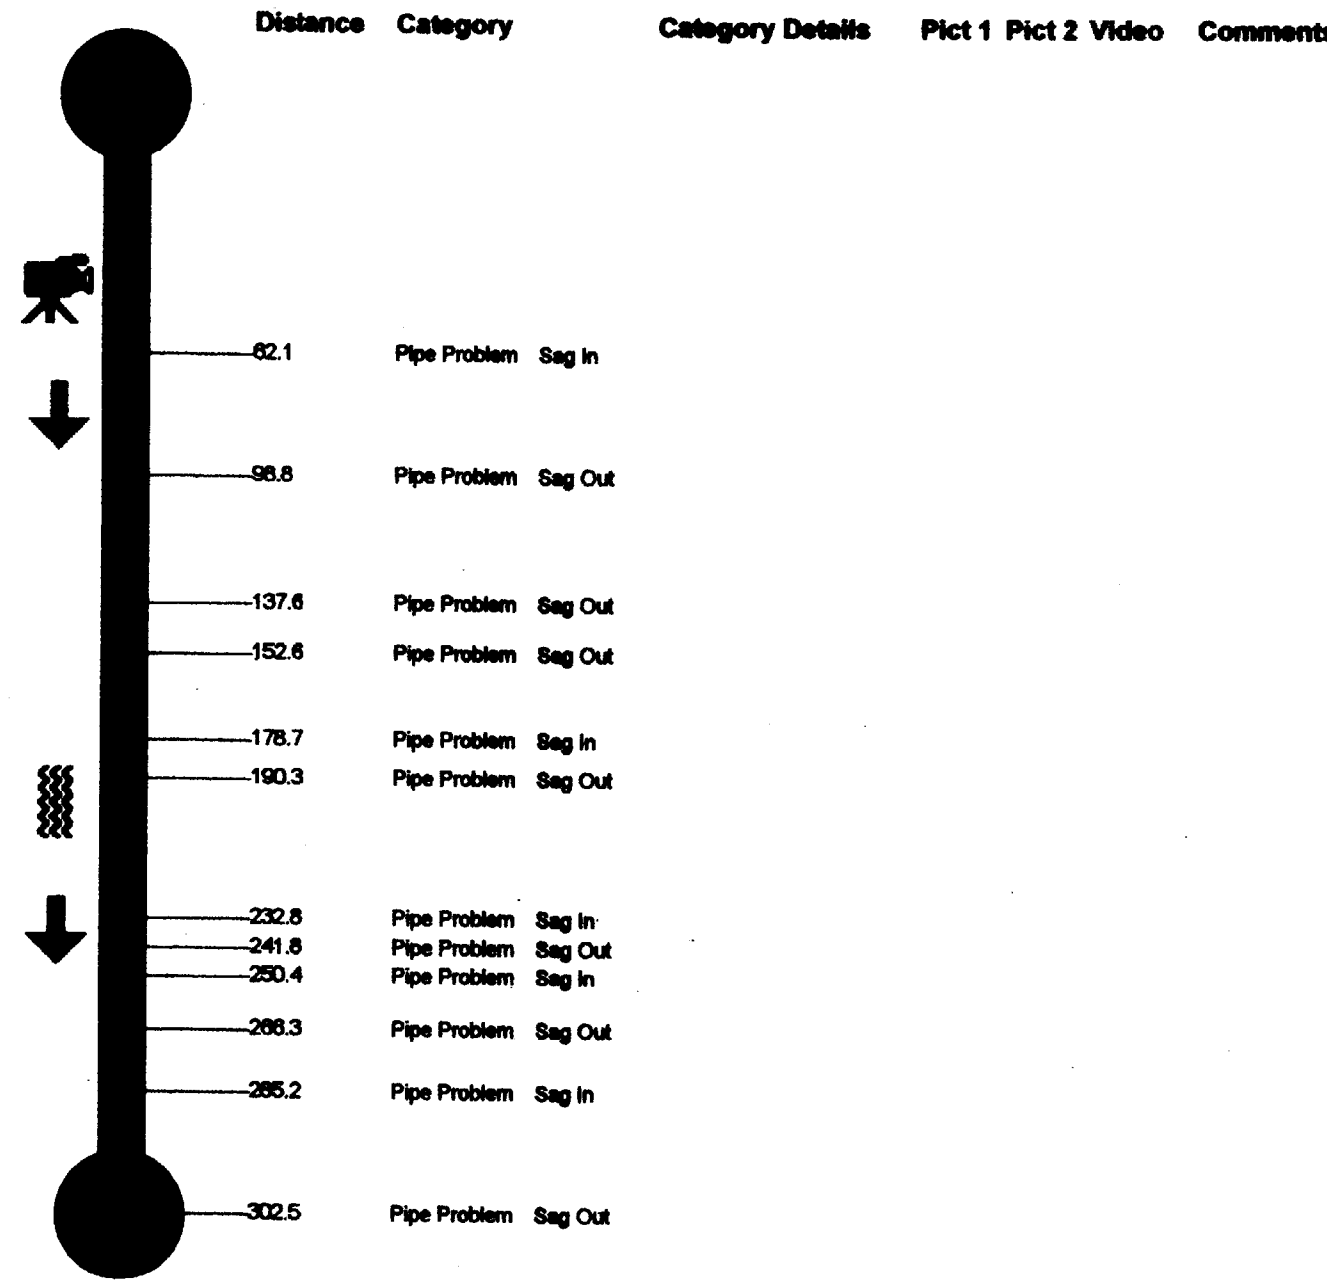 Distance Category Category Details Pict 1 Pict 2 Video Comments
62.1 Pipe Problem Sag In
98.8 Pipe Problem Sag Out
137.6 Pipe Problem Sag Out
152.6 Pipe Problem Sag Out
178.7 Pipe Problem Sag In
190.3 Pipe Problem Sag Out
232.8 Pipe Problem Sag In
241.8 Pipe Problem Sag Out
250.4 Pipe Problem Sag In
266.3 Pipe Problem Sag Out
285.2 Pipe Problem Sag In
302.5 Pipe Problem Sag Out